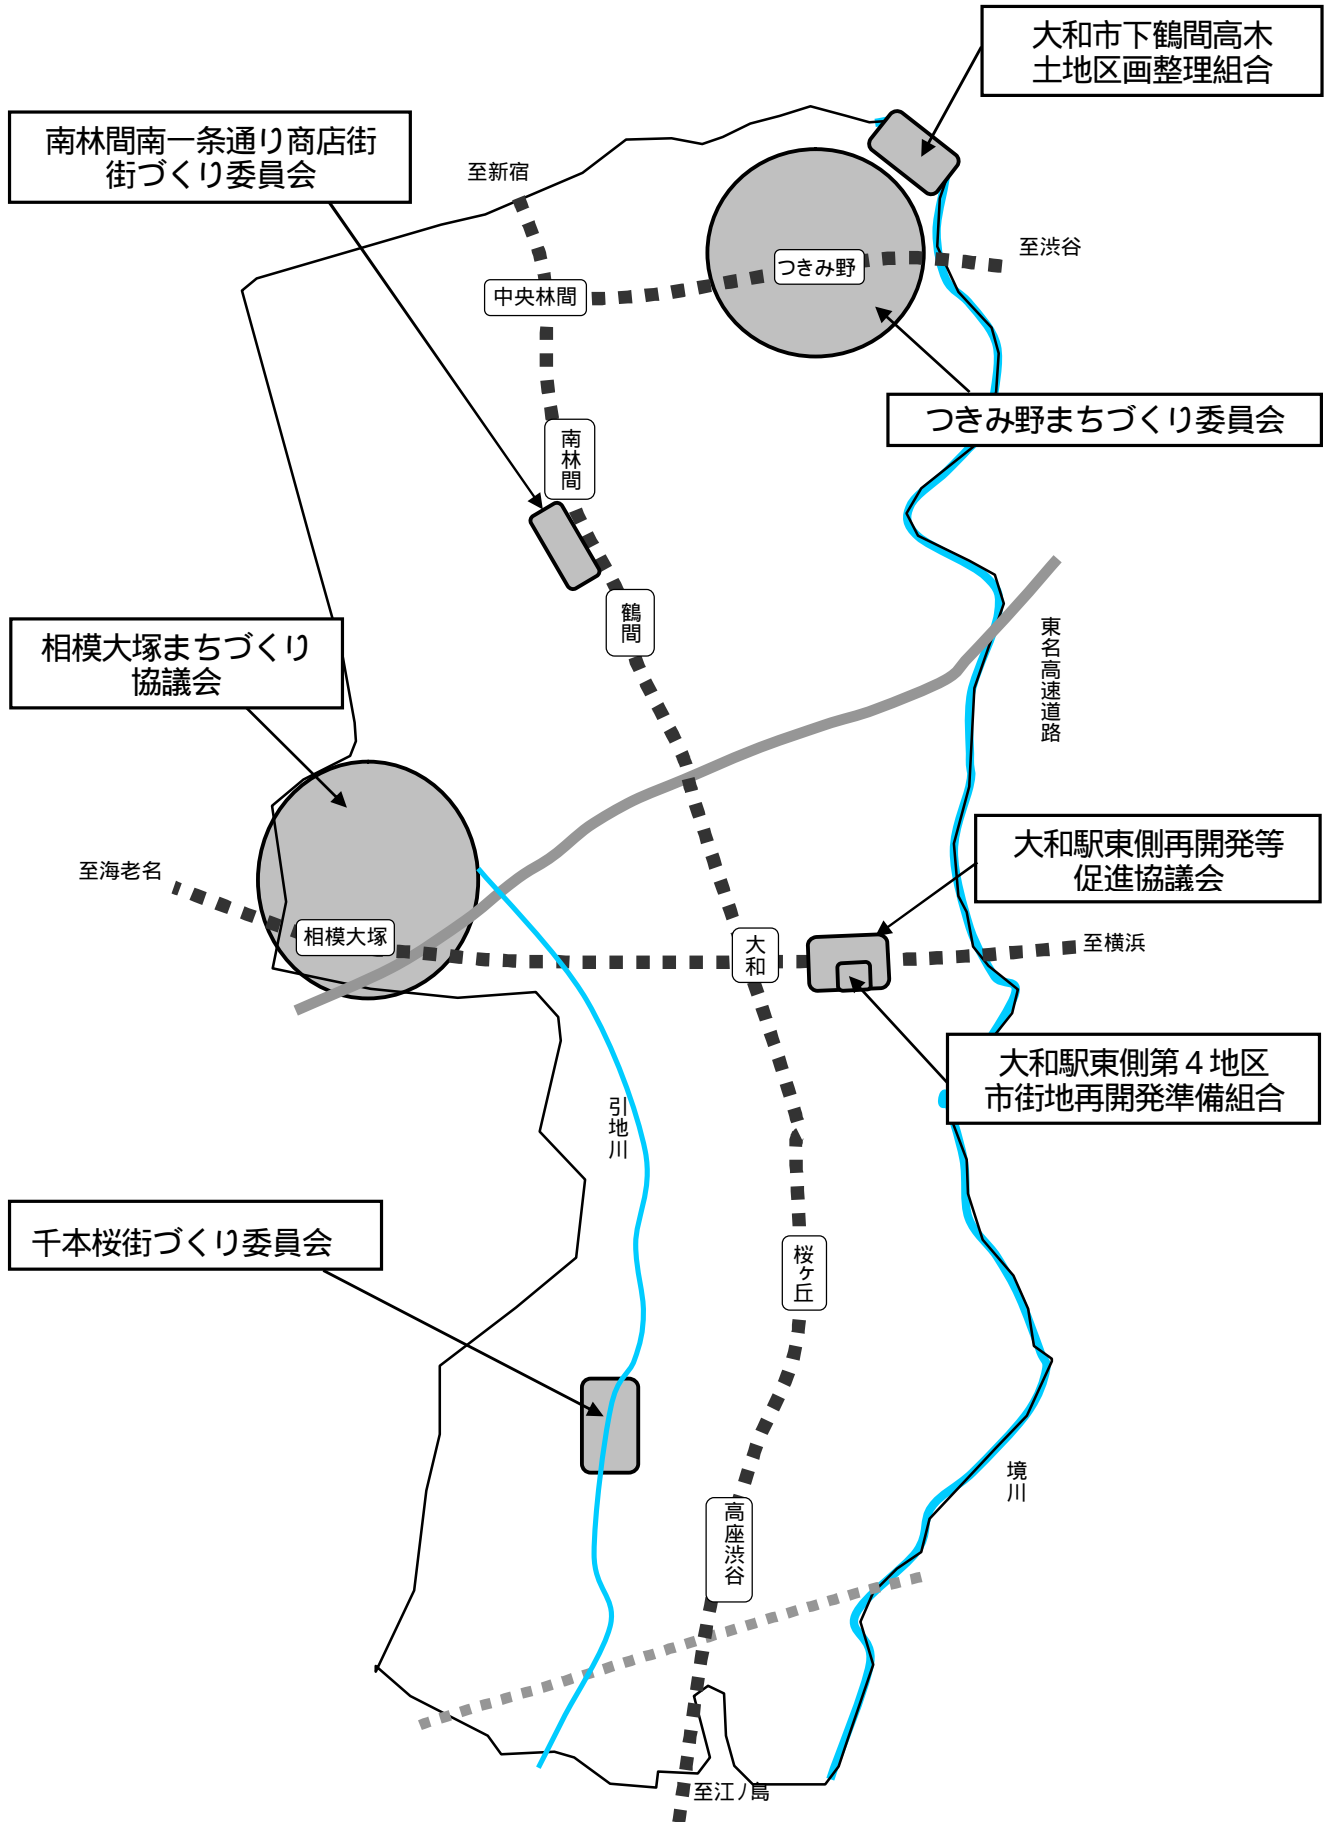 大和市下鶴間高木
土地区画整理組合
南林間南一条通り商店街
街づくり委員会
至新宿
至渋谷
つきみ野
中央林間
つきみ野まちづくり委員会
南林間
鶴間
東名高速道路
相模大塚まちづくり
協議会
大和駅東側再開発等
促進協議会
至海老名
相模大塚
大和
至横浜
大和駅東側第４地区
市街地再開発準備組合
引地川
千本桜街づくり委員会
桜ヶ丘
境川
高座渋谷
至江ノ島